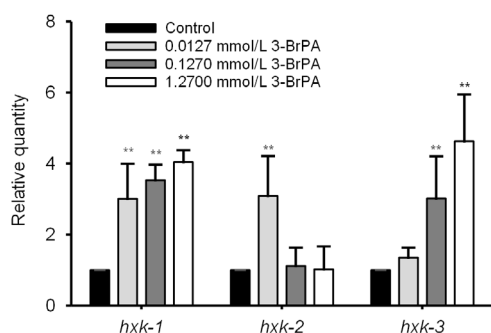 Control
0.0127 mmol/L 3-BrPA
0.1270 mmol/L 3-BrPA
1.2700 mmol/L 3-BrPA
Relative quantity
8
6
4
2
0
** ** ** ** ** **
hxk-1 hxk-2 hxk-3